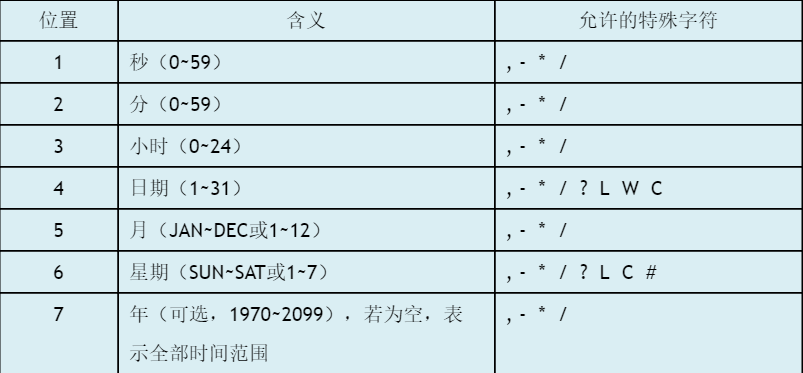 位置 含义 允许的特殊字符
1 秒（0~59） , - * /
2 分（0~59） , - * /
3 小时（0~24） , - * /
4 日期（1~31） , - * / ? L W C
5 月（JAN~DEC或1~12） , - * /
6 星期（SUN~SAT或1~7） , - * / ? L C #
7 年（可选，1970~2099），若为空，表 , - * /
示全部时间范围